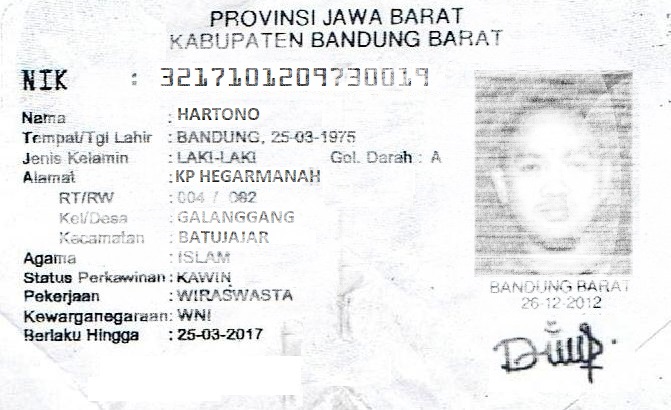 PROVINSI JAWA BARAT
KABUPATEN BANDUNG BARAT
NIK : 3217101209730019
Nama : HARTONO
Tempat/Tgl Lahir : BANDUNG, 25-03-1975
Jenis Kelamin : LAKI-LAKI Gol. Darah : A
Alamat : KP HEGARMANAH
RT/RW : 004 / 082
Kel/Desa : GALANGGANG
Kecamatan : BATUJAJAR
Agama : ISLAM
Status Perkawinan : KAWIN
Pekerjaan : WIRASWASTA
Kewarganegaraan : WNI
Berlaku Hingga : 25-03-2017
BANDUNG BARAT
26-12-2012